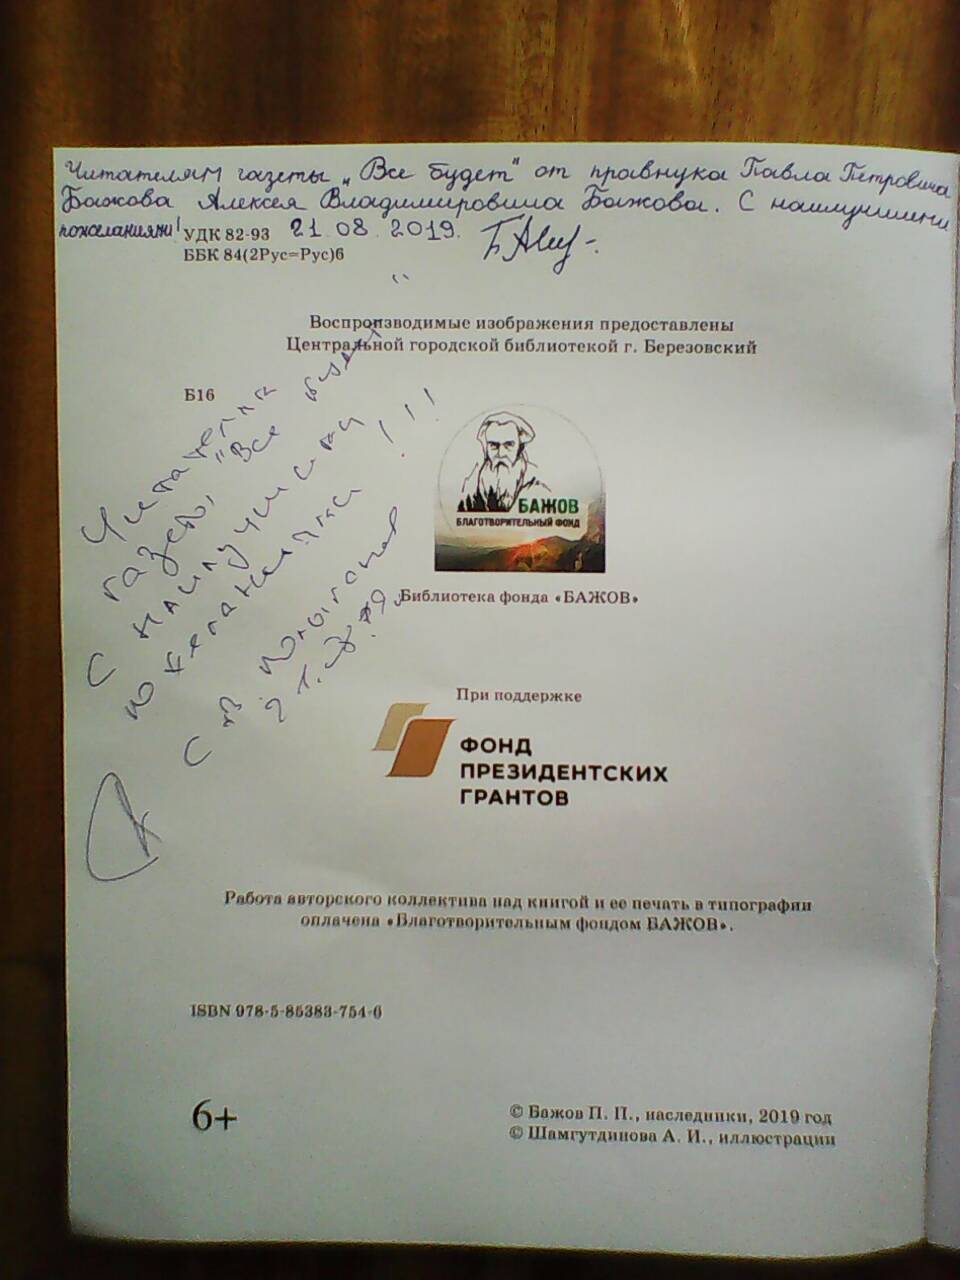 Читателям газеты „Все будет“ от правнука Павла Петровича
Бажова Алексея Владимировича Бажова. С наилучшими
пожеланиями!
21.08.2019.
УДК 82-93
ББК 84(2Рус=Рус)6
Воспроизводимые изображения предоставлены
Центральной городской библиотекой г. Березовский
Б16
Читателям
газеты "Все будет"
с наилучшими
пожеланиями!!!
БАЖОВ
БЛАГОТВОРИТЕЛЬНЫЙ ФОНД
Библиотека фонда «БАЖОВ»
При поддержке
ФОНД
ПРЕЗИДЕНТСКИХ
ГРАНТОВ
Работа авторского коллектива над книгой и ее печать в типографии
оплачена «Благотворительным фондом БАЖОВ».
ISBN 978-5-85383-754-6
6+
© Бажов П. П., наследники, 2019 год
© Шамгутдинова А. И., иллюстрации